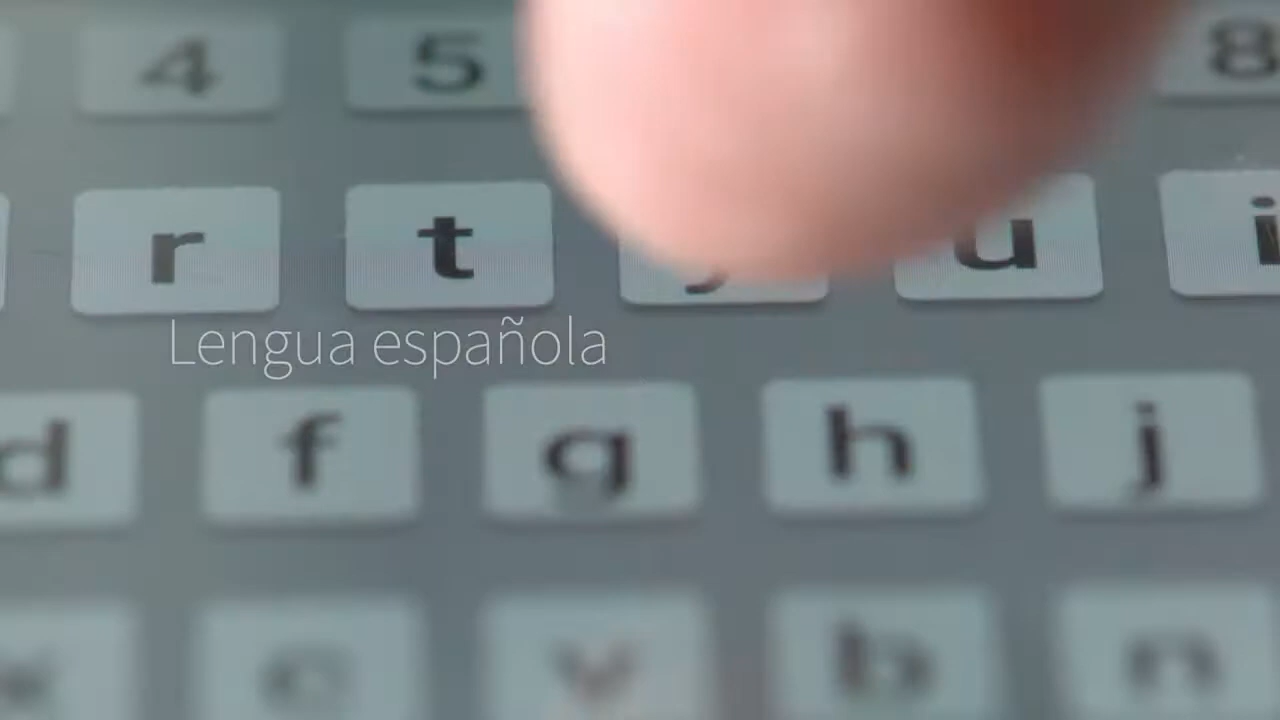 4 5 8
r t y u i
Lengua española
d f g h j
c v b n